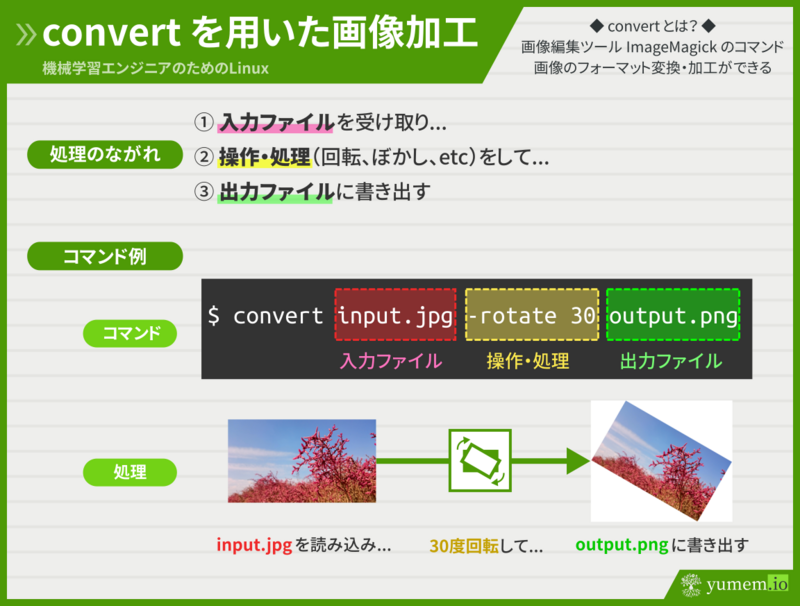 convert を用いた画像加工
機械学習エンジニアのためのLinux
◆ convertとは？ ◆
画像編集ツール ImageMagick のコマンド
画像のフォーマット変換・加工ができる
処理のながれ
① 入力ファイルを受け取り...
② 操作・処理（回転、ぼかし、etc）をして...
③ 出力ファイルに書き出す
コマンド例
コマンド
$ convert input.jpg -rotate 30 output.png
入力ファイル 操作・処理 出力ファイル
処理
input.jpg を読み込み... 30度回転して... output.png に書き出す
yumem.io